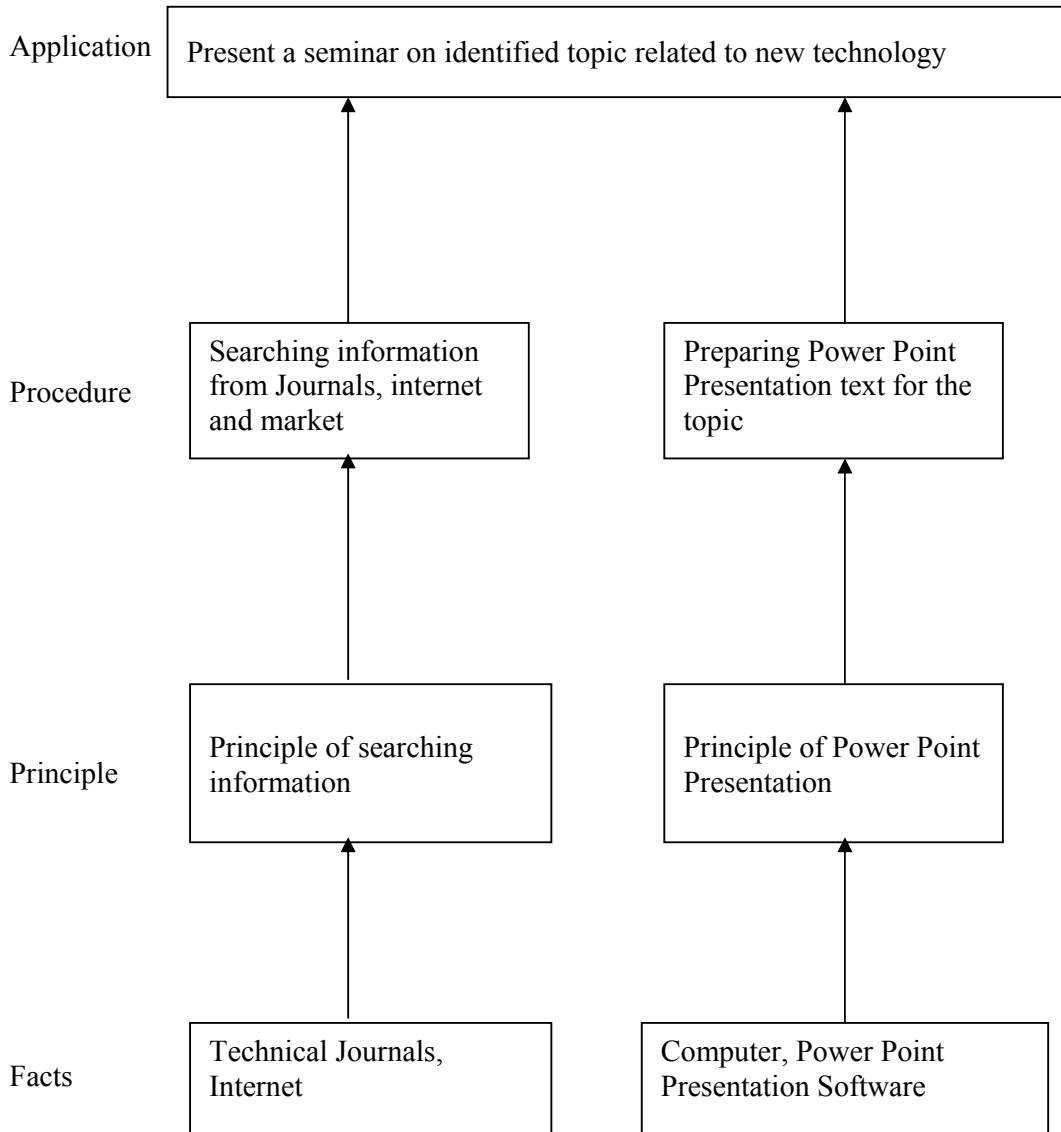 Application
Present a seminar on identified topic related to new technology
Procedure
Searching information
from Journals, internet
and market
Preparing Power Point
Presentation text for the
topic
Principle
Principle of searching
information
Principle of Power Point
Presentation
Facts
Technical Journals,
Internet
Computer, Power Point
Presentation Software